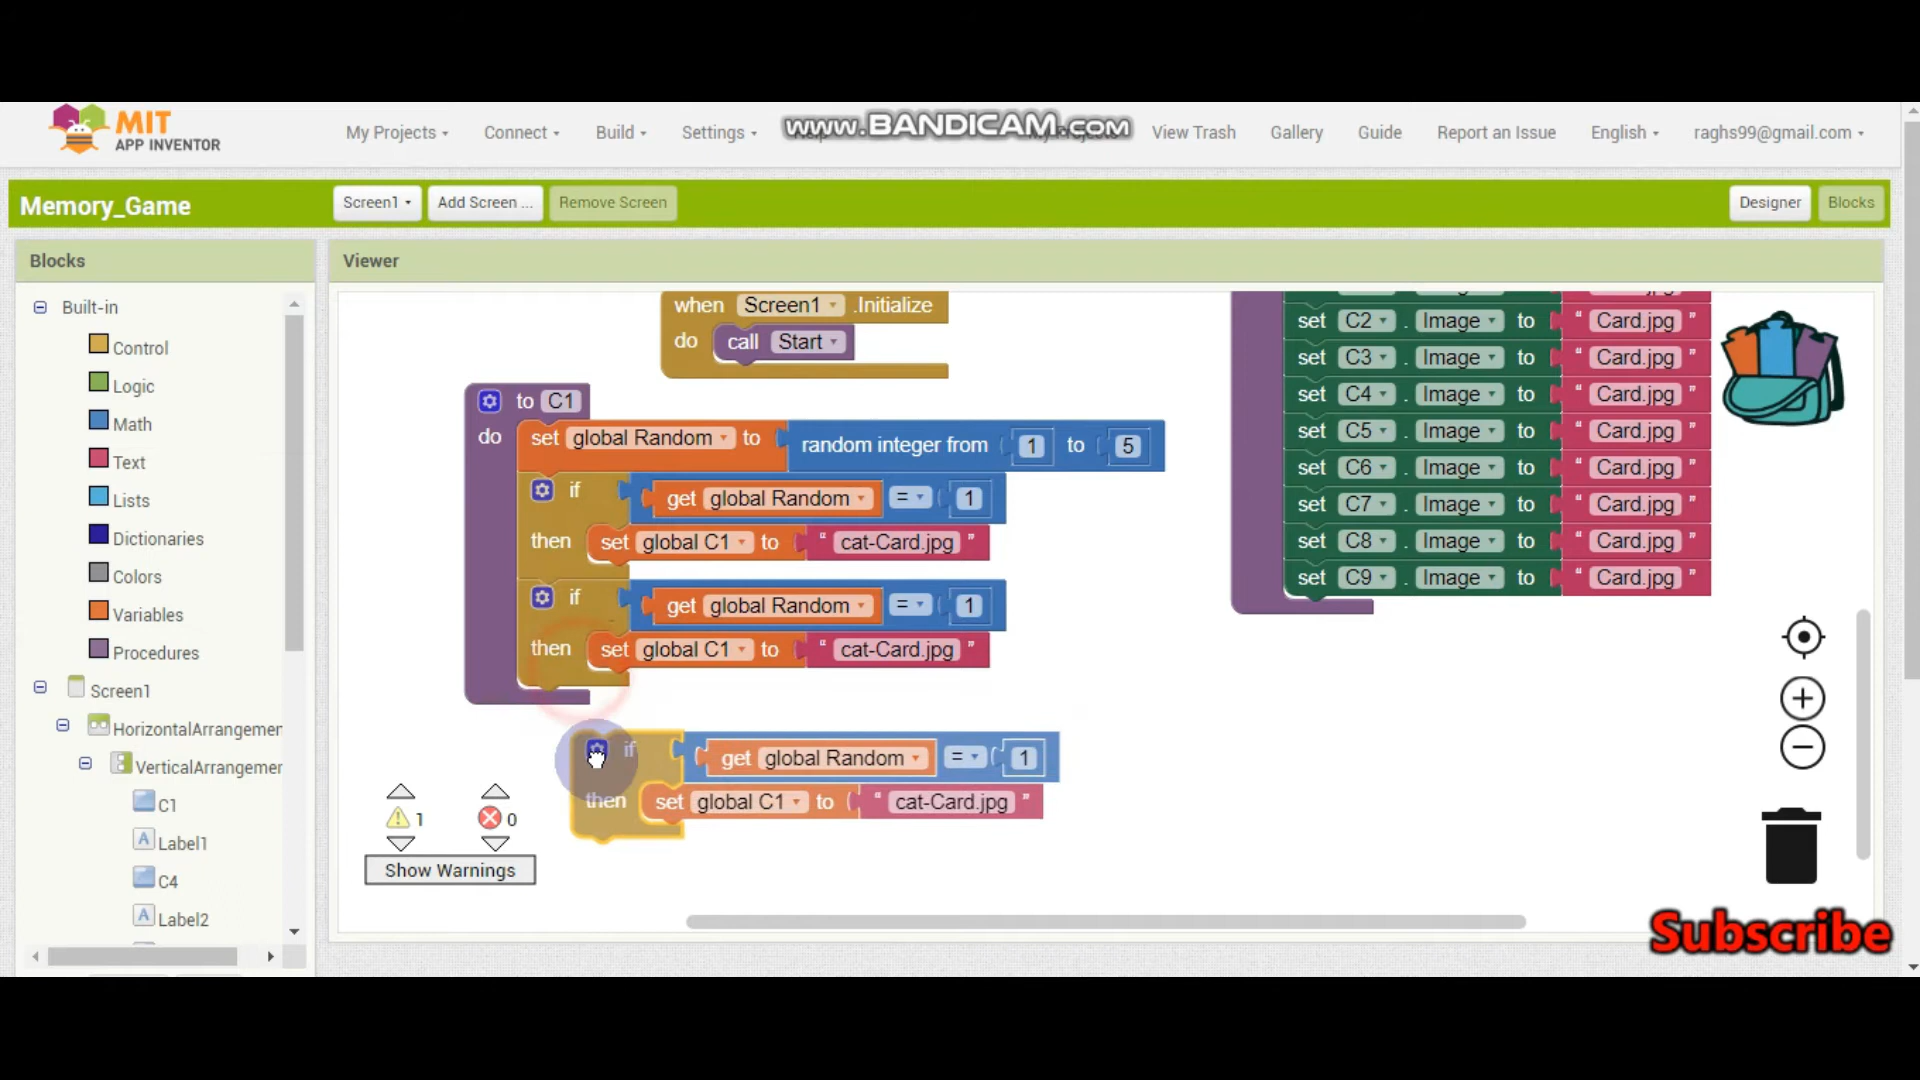 MIT
APP INVENTOR
My Projects
Connect
Build
Settings
www.BANDICAM.com
View Trash
Gallery
Guide
Report an Issue
English
raghs99@gmail.com
Memory_Game
Screen1
Add Screen ...
Remove Screen
Designer
Blocks
Blocks
Built-in
Control
Logic
Math
Text
Lists
Dictionaries
Colors
Variables
Procedures
Screen1
HorizontalArrangemen
VerticalArrangemer
C1
Label1
C4
Label2
Viewer
when Screen1 .Initialize
do call Start
to C1
do set global Random to random integer from 1 to 5
if get global Random = 1
then set global C1 to “ cat-Card.jpg ”
if get global Random = 1
then set global C1 to “ cat-Card.jpg ”
if get global Random = 1
then set global C1 to “ cat-Card.jpg ”
set C2 . Image to “ Card.jpg ”
set C3 . Image to “ Card.jpg ”
set C4 . Image to “ Card.jpg ”
set C5 . Image to “ Card.jpg ”
set C6 . Image to “ Card.jpg ”
set C7 . Image to “ Card.jpg ”
set C8 . Image to “ Card.jpg ”
set C9 . Image to “ Card.jpg ”
1 0
Show Warnings
Subscribe